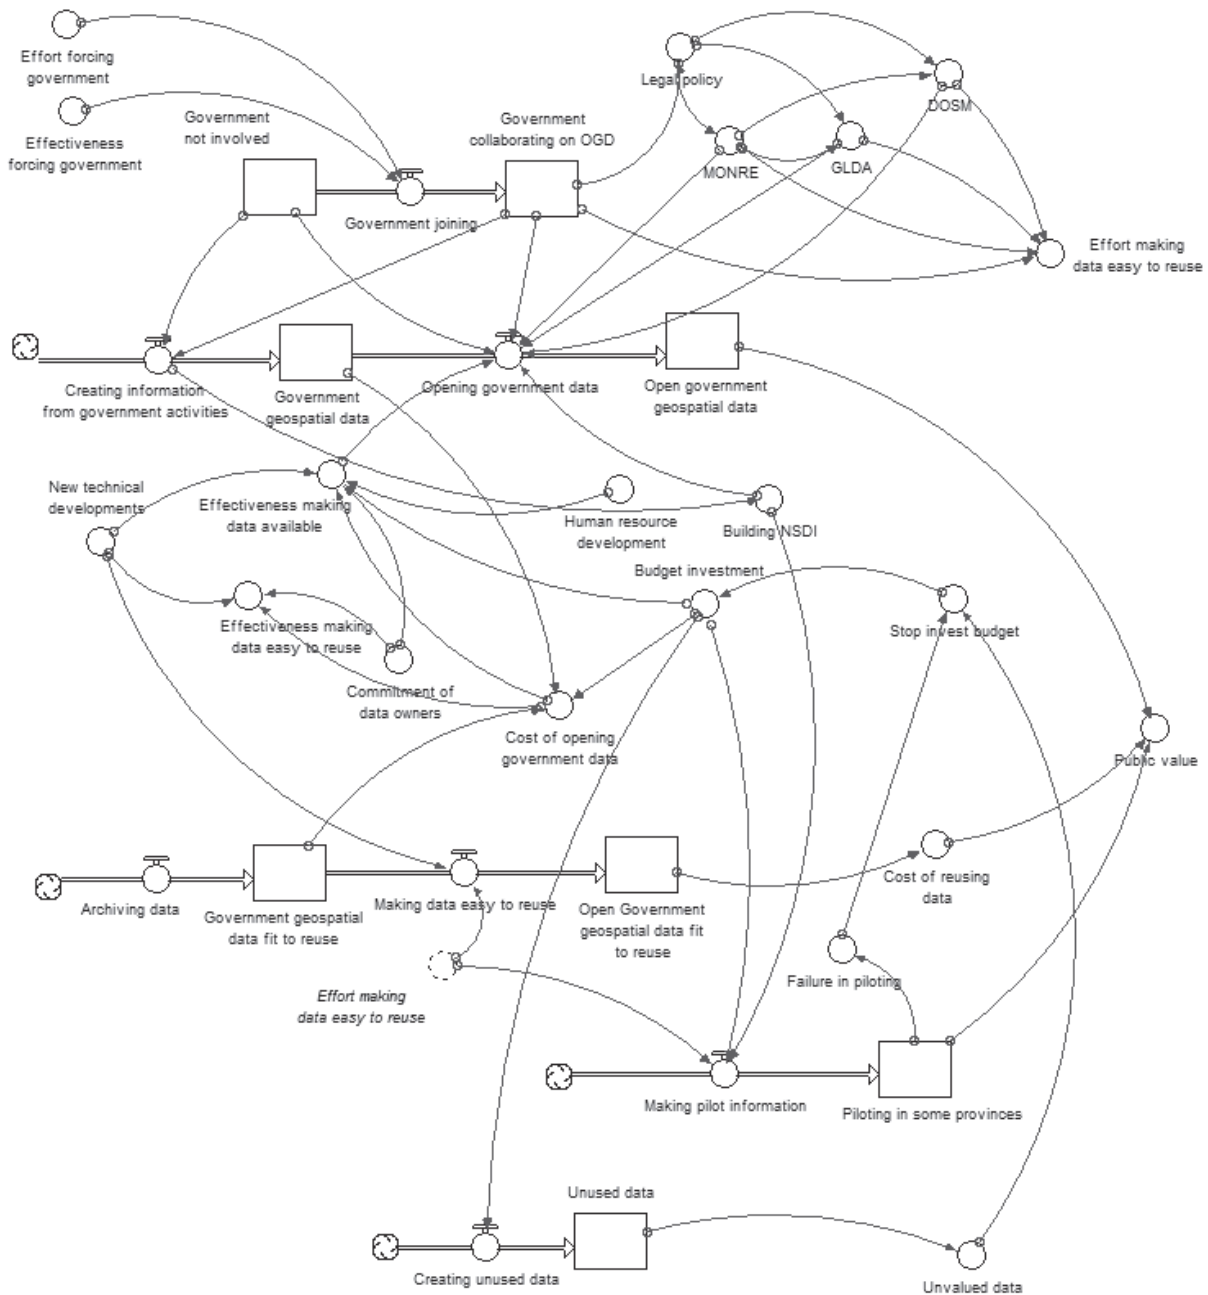 Effort forcing
government
Effectiveness
forcing government
Government
not involved
Government
collaborating on OGD
Legal policy
DOSM
MONRE
GLDA
Government joining
Effort making
data easy to reuse
Creating information
from government activities
Government
geospatial data
Opening government data
Open government
geospatial data
New technical
developments
Effectiveness making
data available
Human resource
development
Building NSDI
Budget investment
Effectiveness making
data easy to reuse
Stop invest budget
Commitment of
data owners
Cost of opening
government data
Public value
Archiving data
Government geospatial
data fit to reuse
Making data easy to reuse
Open Government
geospatial data fit
to reuse
Cost of reusing
data
Effort making
data easy to reuse
Failure in piloting
Making pilot information
Piloting in some provinces
Unused data
Creating unused data
Unvalued data